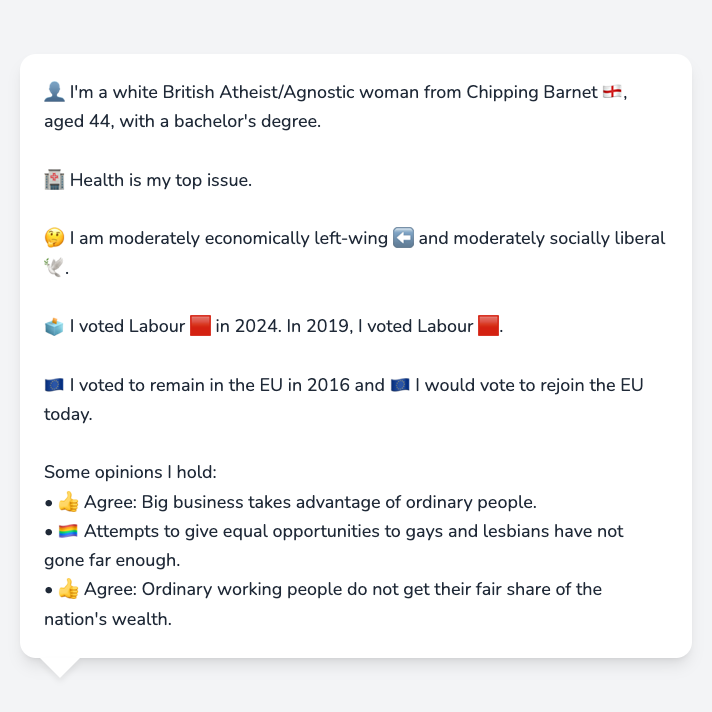 👤 I'm a white British Atheist/Agnostic woman from Chipping Barnet 🏴󠁧󠁢󠁥󠁮󠁧󠁿,
aged 44, with a bachelor's degree.
🏥 Health is my top issue.
🤔 I am moderately economically left-wing ⬅️ and moderately socially liberal
🕊️.
🗳️ I voted Labour 🟥 in 2024. In 2019, I voted Labour 🟥.
🇪🇺 I voted to remain in the EU in 2016 and 🇪🇺 I would vote to rejoin the EU
today.
Some opinions I hold:
• 👍 Agree: Big business takes advantage of ordinary people.
• 🏳️‍🌈 Attempts to give equal opportunities to gays and lesbians have not
gone far enough.
• 👍 Agree: Ordinary working people do not get their fair share of the
nation's wealth.